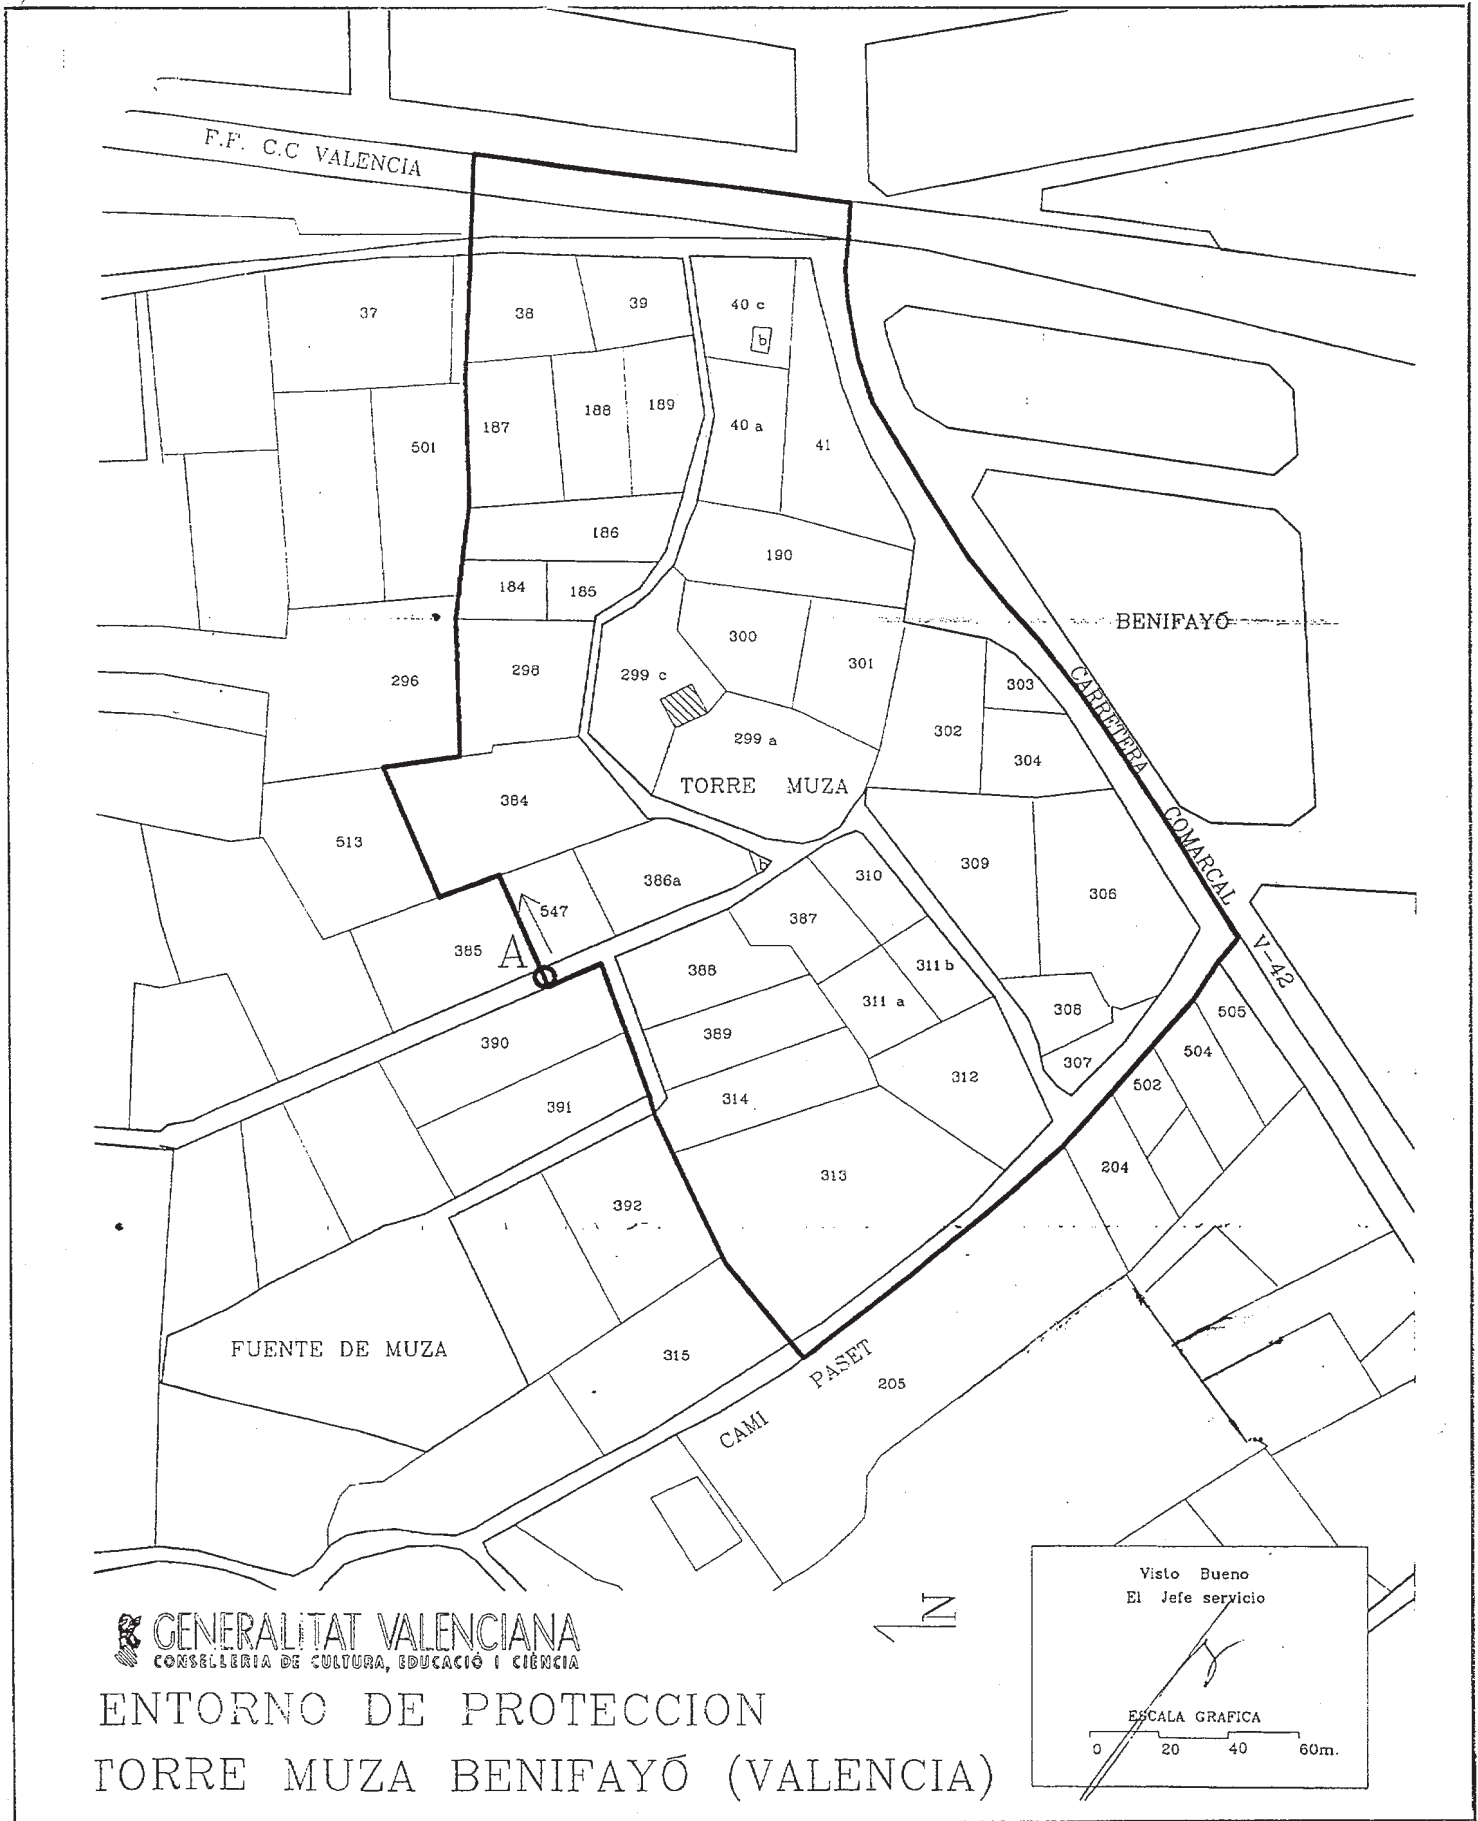 F.F. C.C VALENCIA
37
38
39
40 c
b
187
188
189
40 a
41
501
186
190
184
185
BENIFAYÓ
300
301
296
298
299 c
303
302
299 a
304
CARRETERA
TORRE MUZA
384
COMARCAL
513
309
b
386a
310
306
547
387
385
A
388
311 b
V-42
311 a
308
505
390
389
504
307
312
502
391
314
204
313
392
FUENTE DE MUZA
315
PASET
205
CAMI
N
Visto Bueno
El Jefe servicio
ESCALA GRAFICA
0 20 40 60m.
GENERALITAT VALENCIANA
CONSELLERIA DE CULTURA, EDUCACIÓ I CIÈNCIA
ENTORNO DE PROTECCION
TORRE MUZA BENIFAYÓ (VALENCIA)